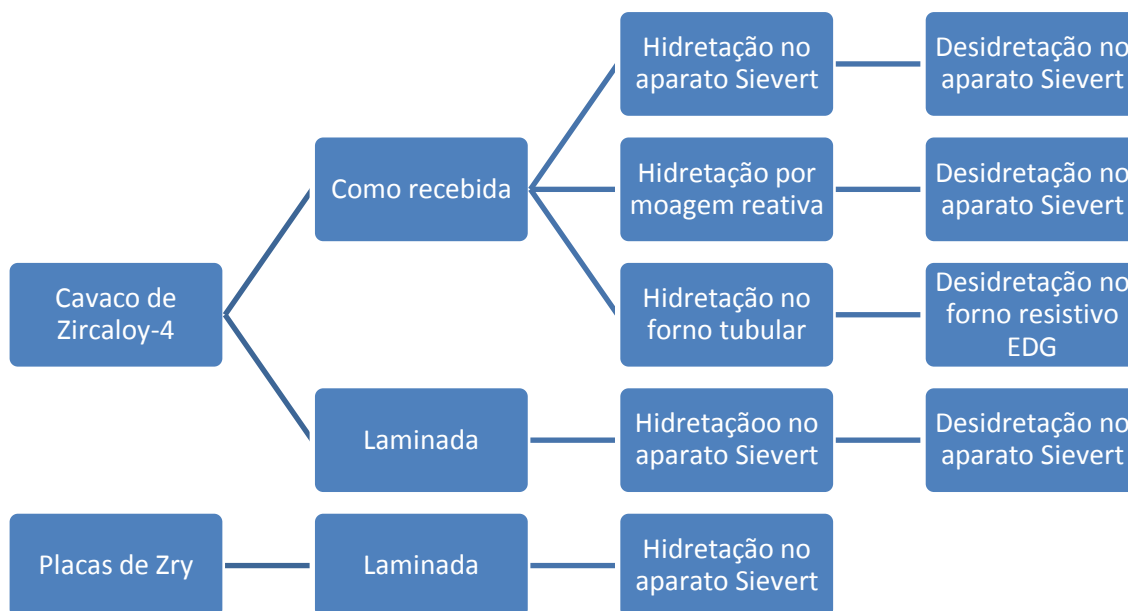 Hidretação no
aparato Sievert
Desidretação no
aparato Sievert
Como recebida
Hidretação por
moagem reativa
Desidretação no
aparato Sievert
Cavaco de
Zircaloy-4
Hidretação no
forno tubular
Desidretação no
forno resistivo
EDG
Laminada
Hidretaçãoo no
aparato Sievert
Desidretação no
aparato Sievert
Placas de Zry
Laminada
Hidretação no
aparato Sievert